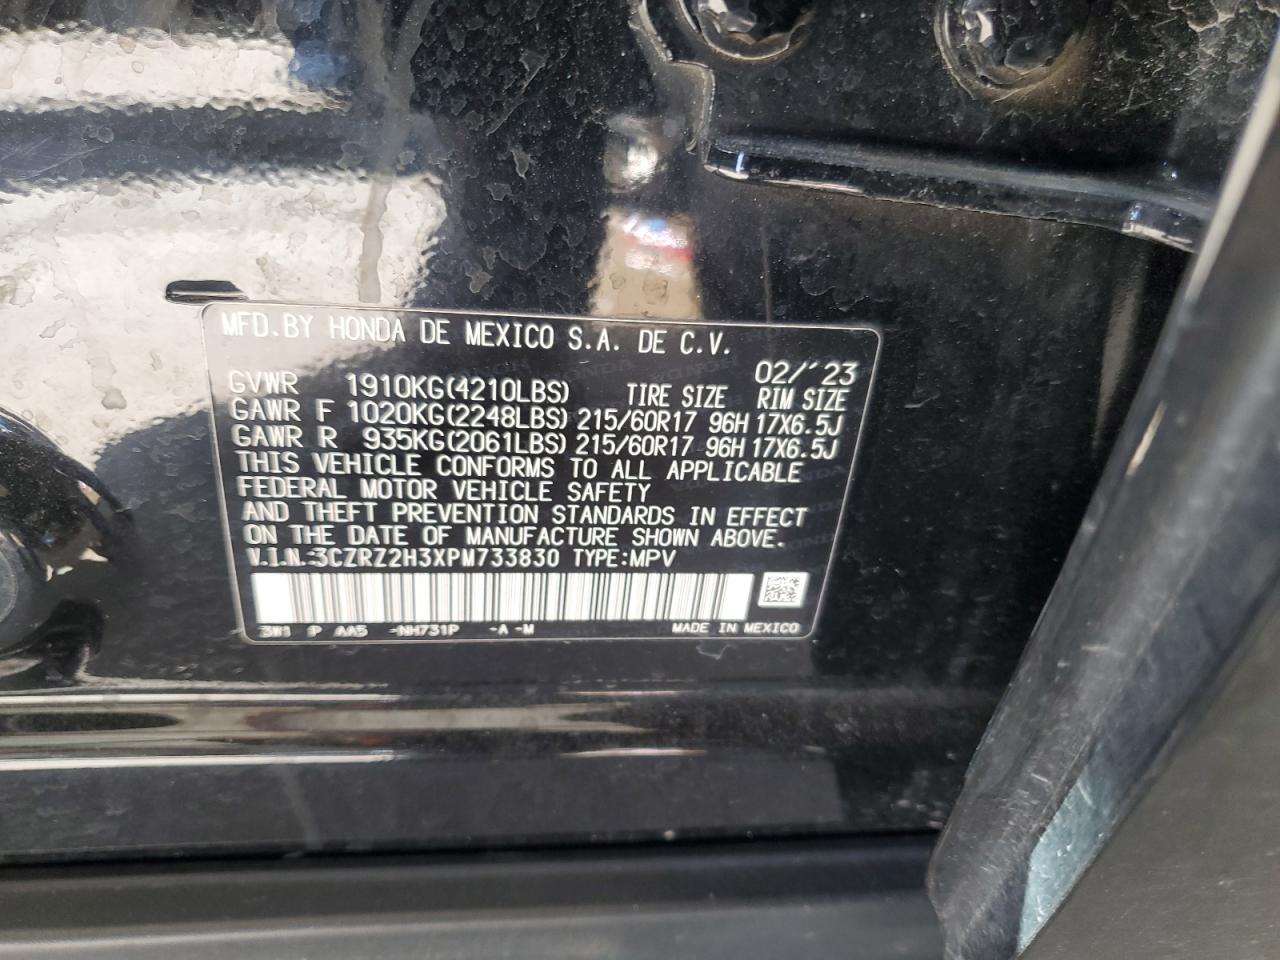 MFD.BY HONDA DE MEXICO S.A. DE C.V.
02/'23
GVWR 1910KG(4210LBS) TIRE SIZE RIM SIZE
GAWR F 1020KG(2248LBS) 215/60R17 96H 17X6.5J
GAWR R 935KG(2061LBS) 215/60R17 96H 17X6.5J
THIS VEHICLE CONFORMS TO ALL APPLICABLE
FEDERAL MOTOR VEHICLE SAFETY
AND THEFT PREVENTION STANDARDS IN EFFECT
ON THE DATE OF MANUFACTURE SHOWN ABOVE.
V.I.N.:3CZRZ2H3XPM733830 TYPE:MPV
3W1 P AA5 -NH731P -A -M MADE IN MEXICO